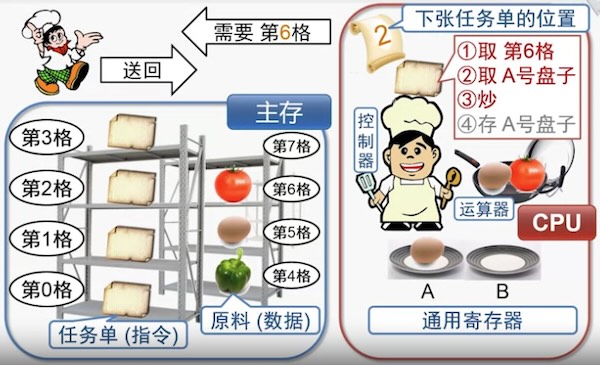 需要 第6格
送回
主存
第3格
第2格
第1格
第0格
第7格
第6格
第5格
第4格
任务单 (指令)
原料 (数据)
下张任务单的位置
2
①取 第6格
②取 A号盘子
③炒
④存 A号盘子
控制器
运算器
CPU
A
B
通用寄存器